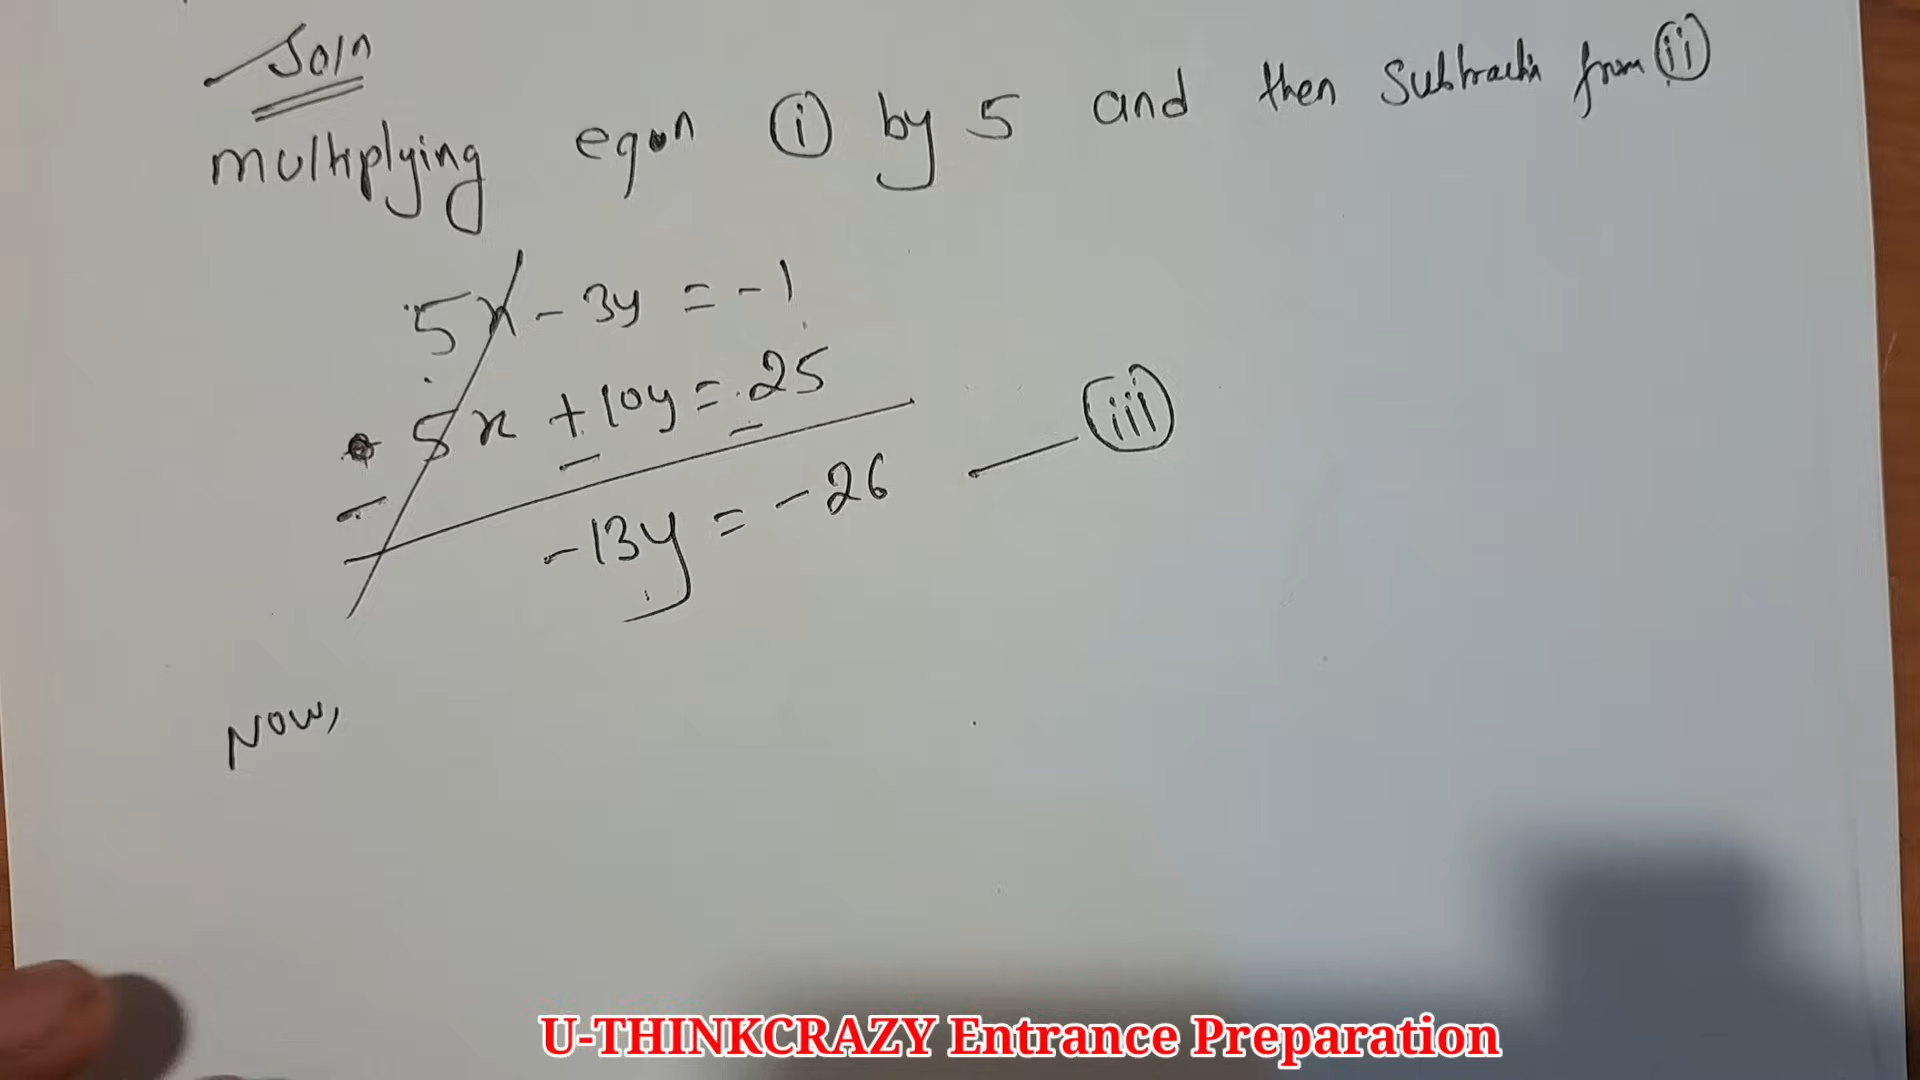 Soln
multiplying eqon (i) by 5 and then Subtractin from (ii)
5x - 3y = -1
5x + 10y = 25
- - -
-13y = -26 — (iii)
Now,
U-THINKCRAZY Entrance Preparation